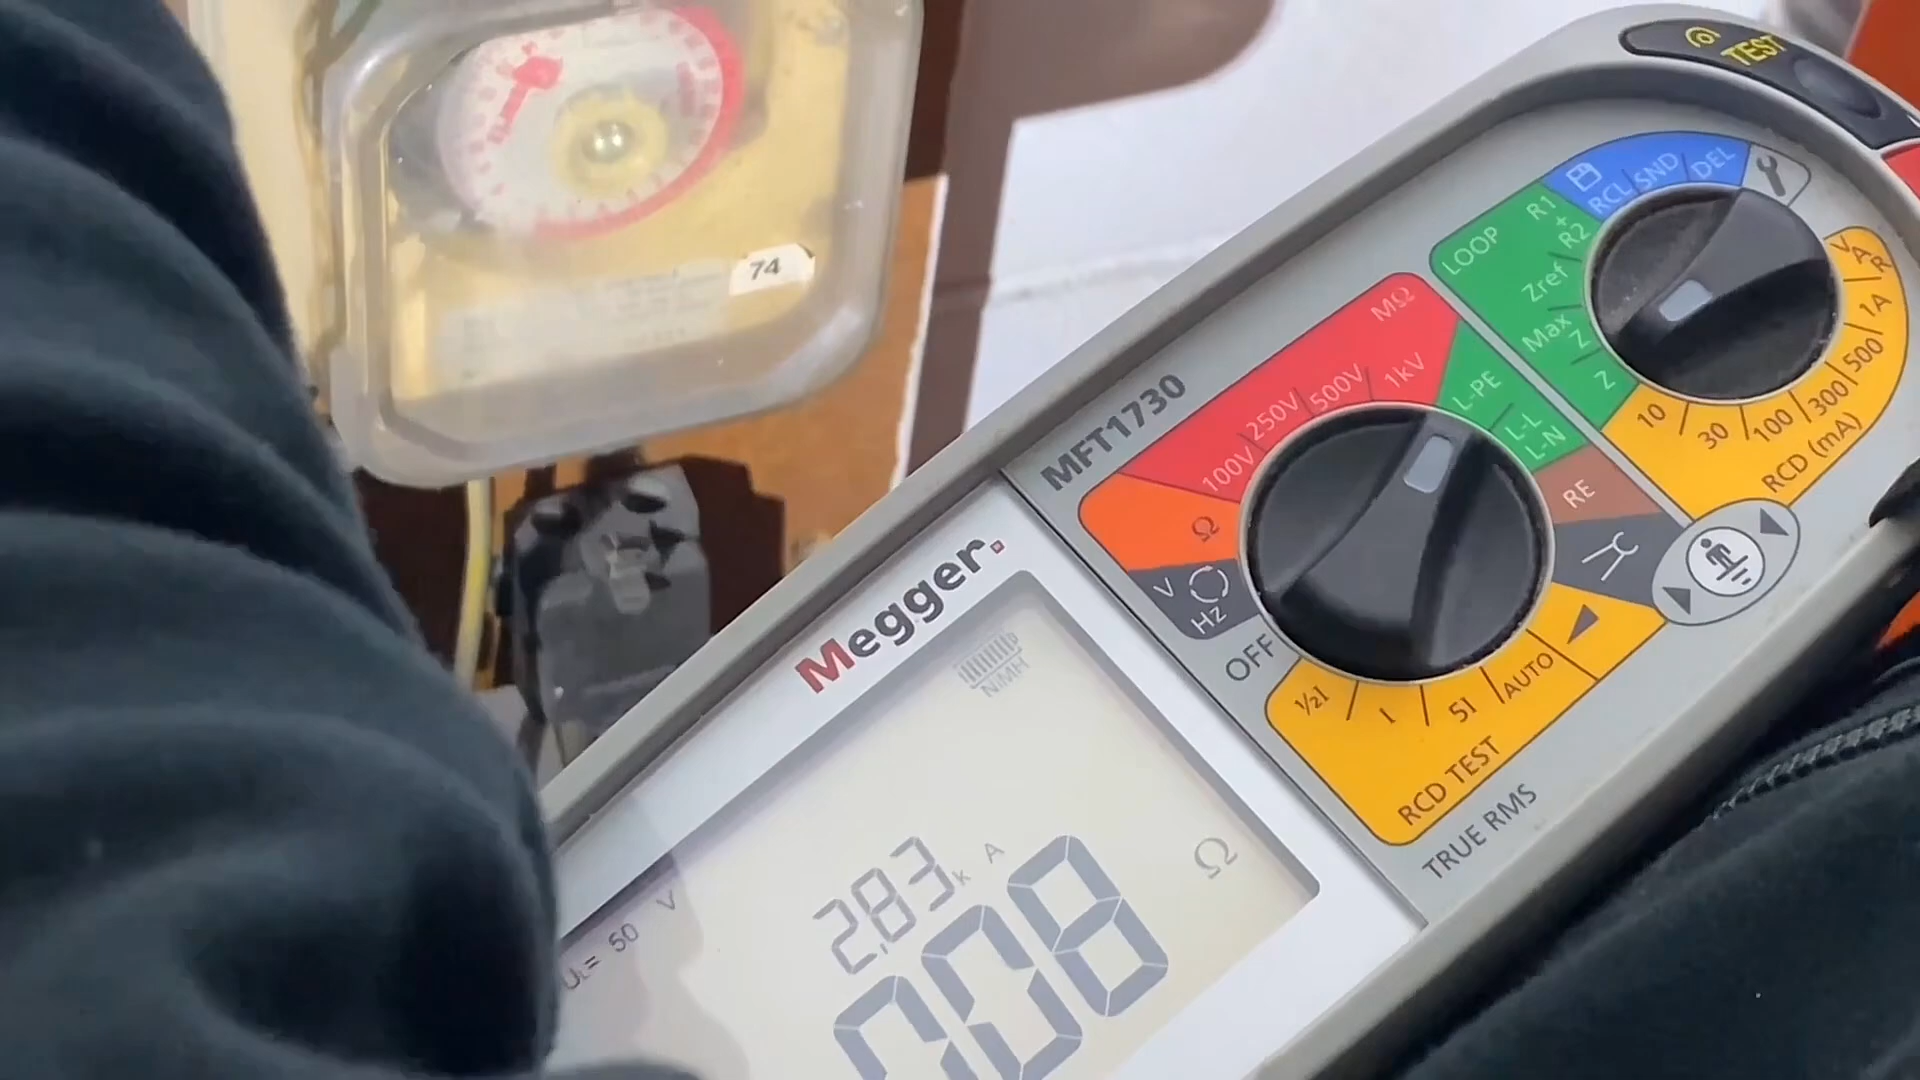 74
TEST
RCL
SND
DEL
LOOP
R1
+
R2
Zref
Max
Z
Z
V
A
R
1A
500
300
100
30
10
RCD (mA)
MΩ
1kV
500V
250V
100V
L-PE
L-L
L-N
RE
Ω
V
Hz
OFF
½I
I
5I
AUTO
RCD TEST
TRUE RMS
MFT1730
Megger.
NiMH
2.83 k A
0.08 Ω
UL= 50 V